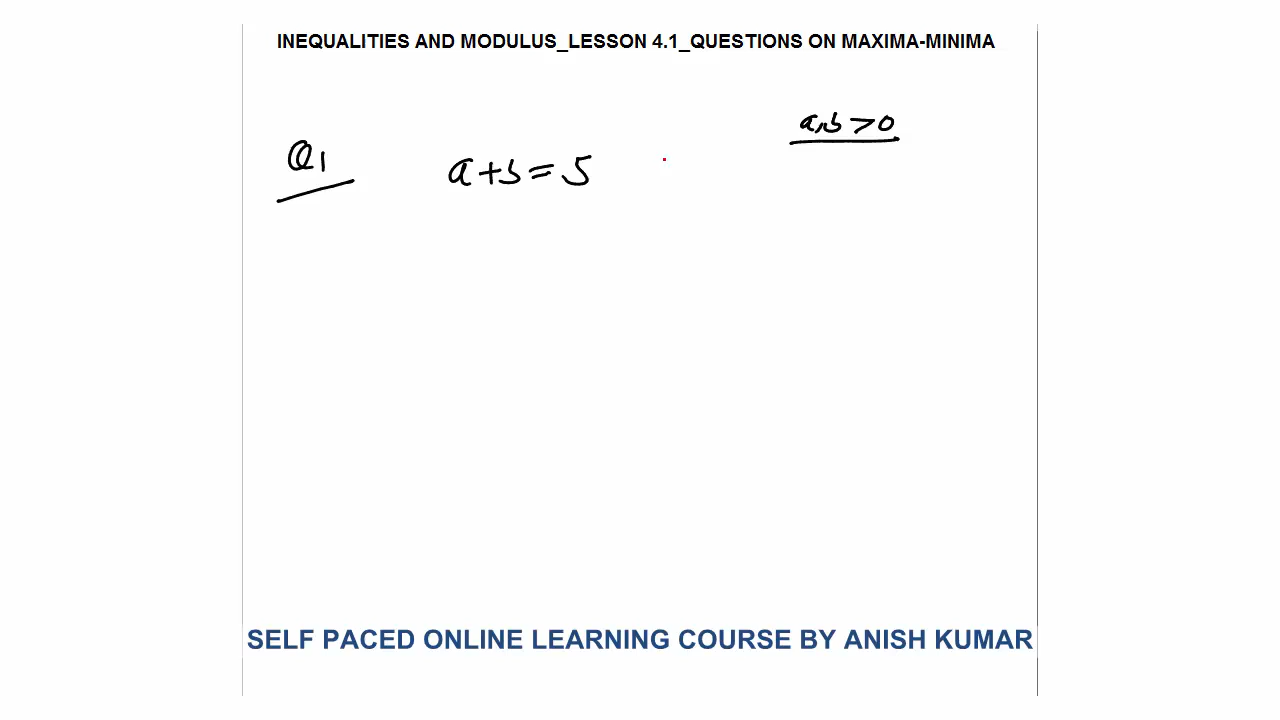 INEQUALITIES AND MODULUS_LESSON 4.1_QUESTIONS ON MAXIMA-MINIMA
a,b >0
Q1
a+b=5
SELF PACED ONLINE LEARNING COURSE BY ANISH KUMAR